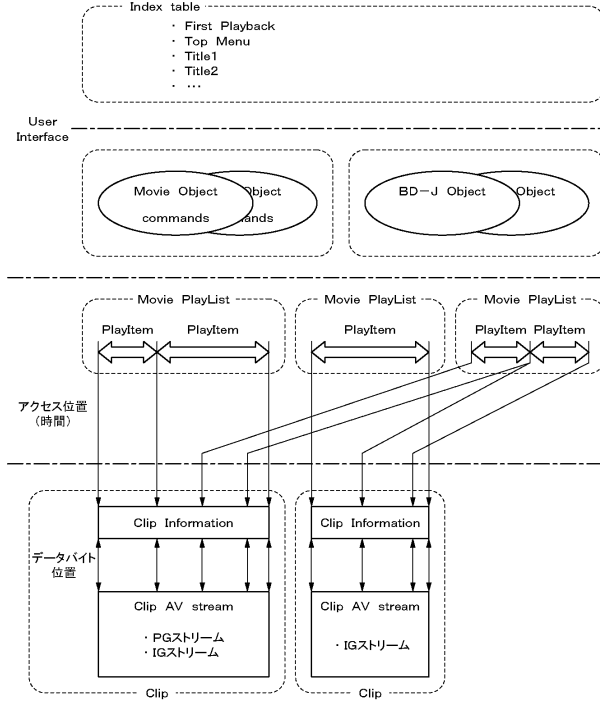 Index table
・ First Playback
・ Top Menu
・ Title1
・ Title2
・ …
User
Interface
Movie Object
commands
Object
ands
BD－J Object
Object
Movie PlayList
PlayItem
PlayItem
Movie PlayList
PlayItem
Movie PlayList
PlayItem
PlayItem
アクセス位置
(時間)
Clip Information
Clip Information
データバイト
位置
Clip AV stream
・PGストリーム
・IGストリーム
Clip AV stream
・IGストリーム
Clip
Clip